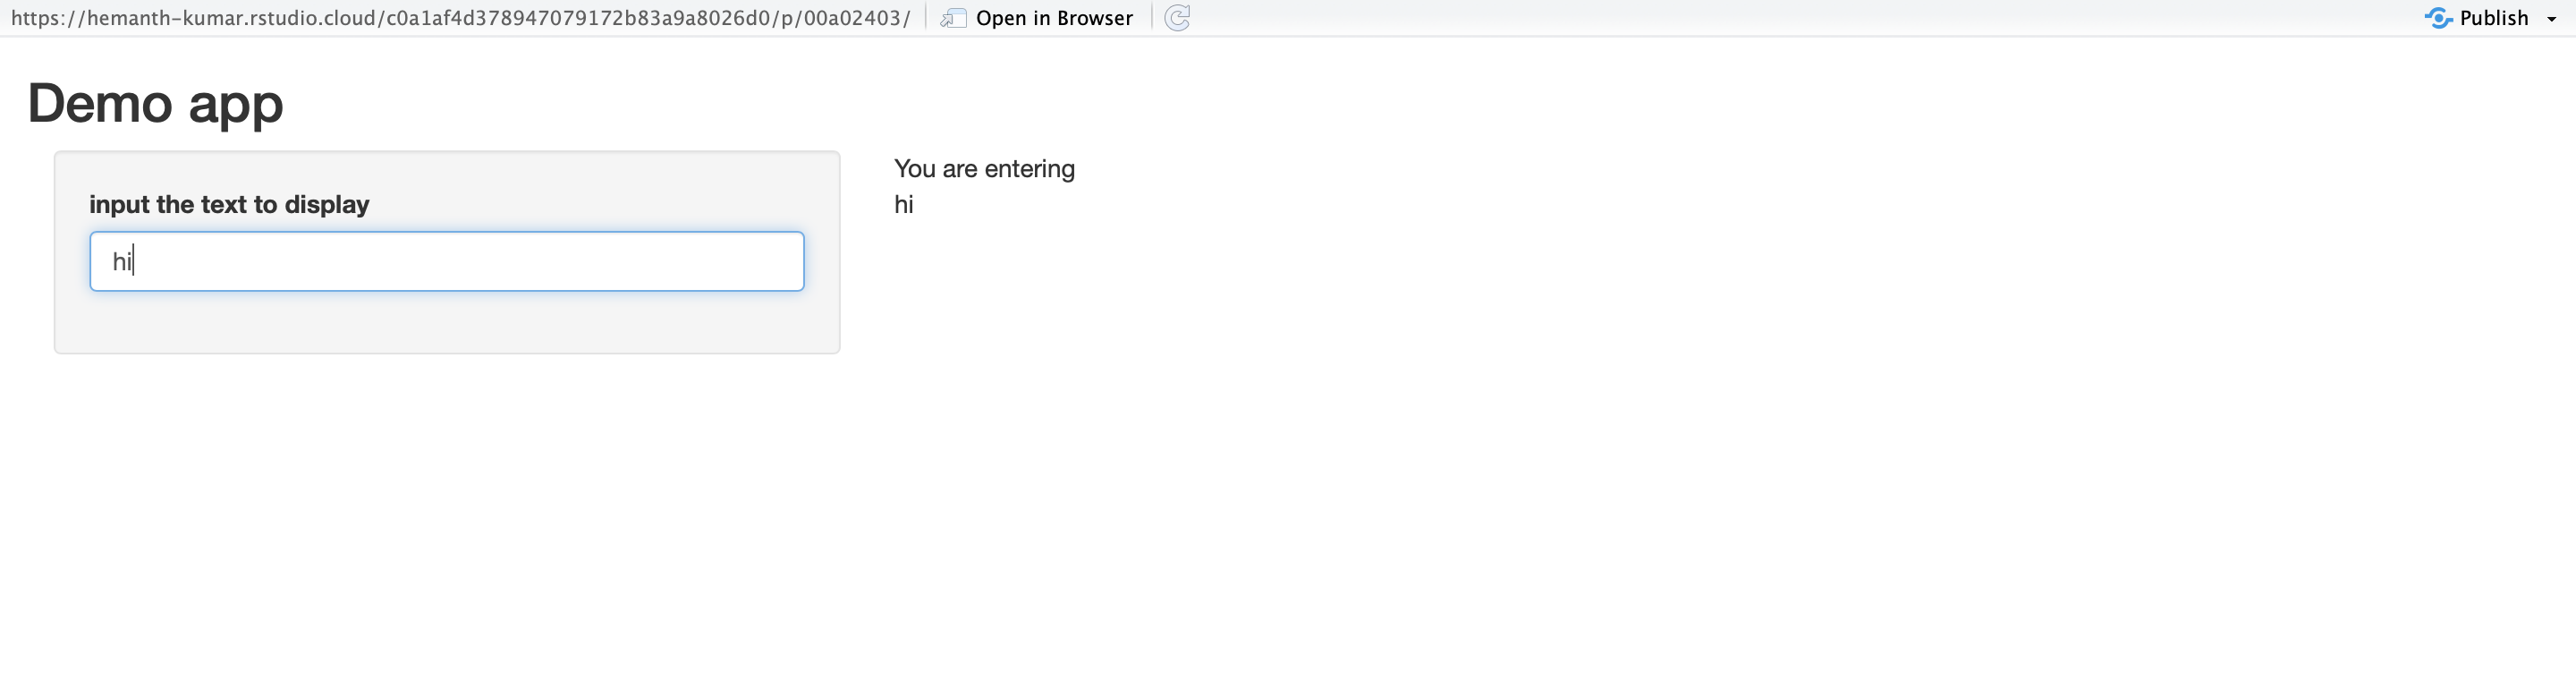 https://hemanth-kumar.rstudio.cloud/c0a1af4d378947079172b83a9a8026d0/p/00a02403/ Open in Browser Publish
Demo app
input the text to display
hi
You are entering
hi